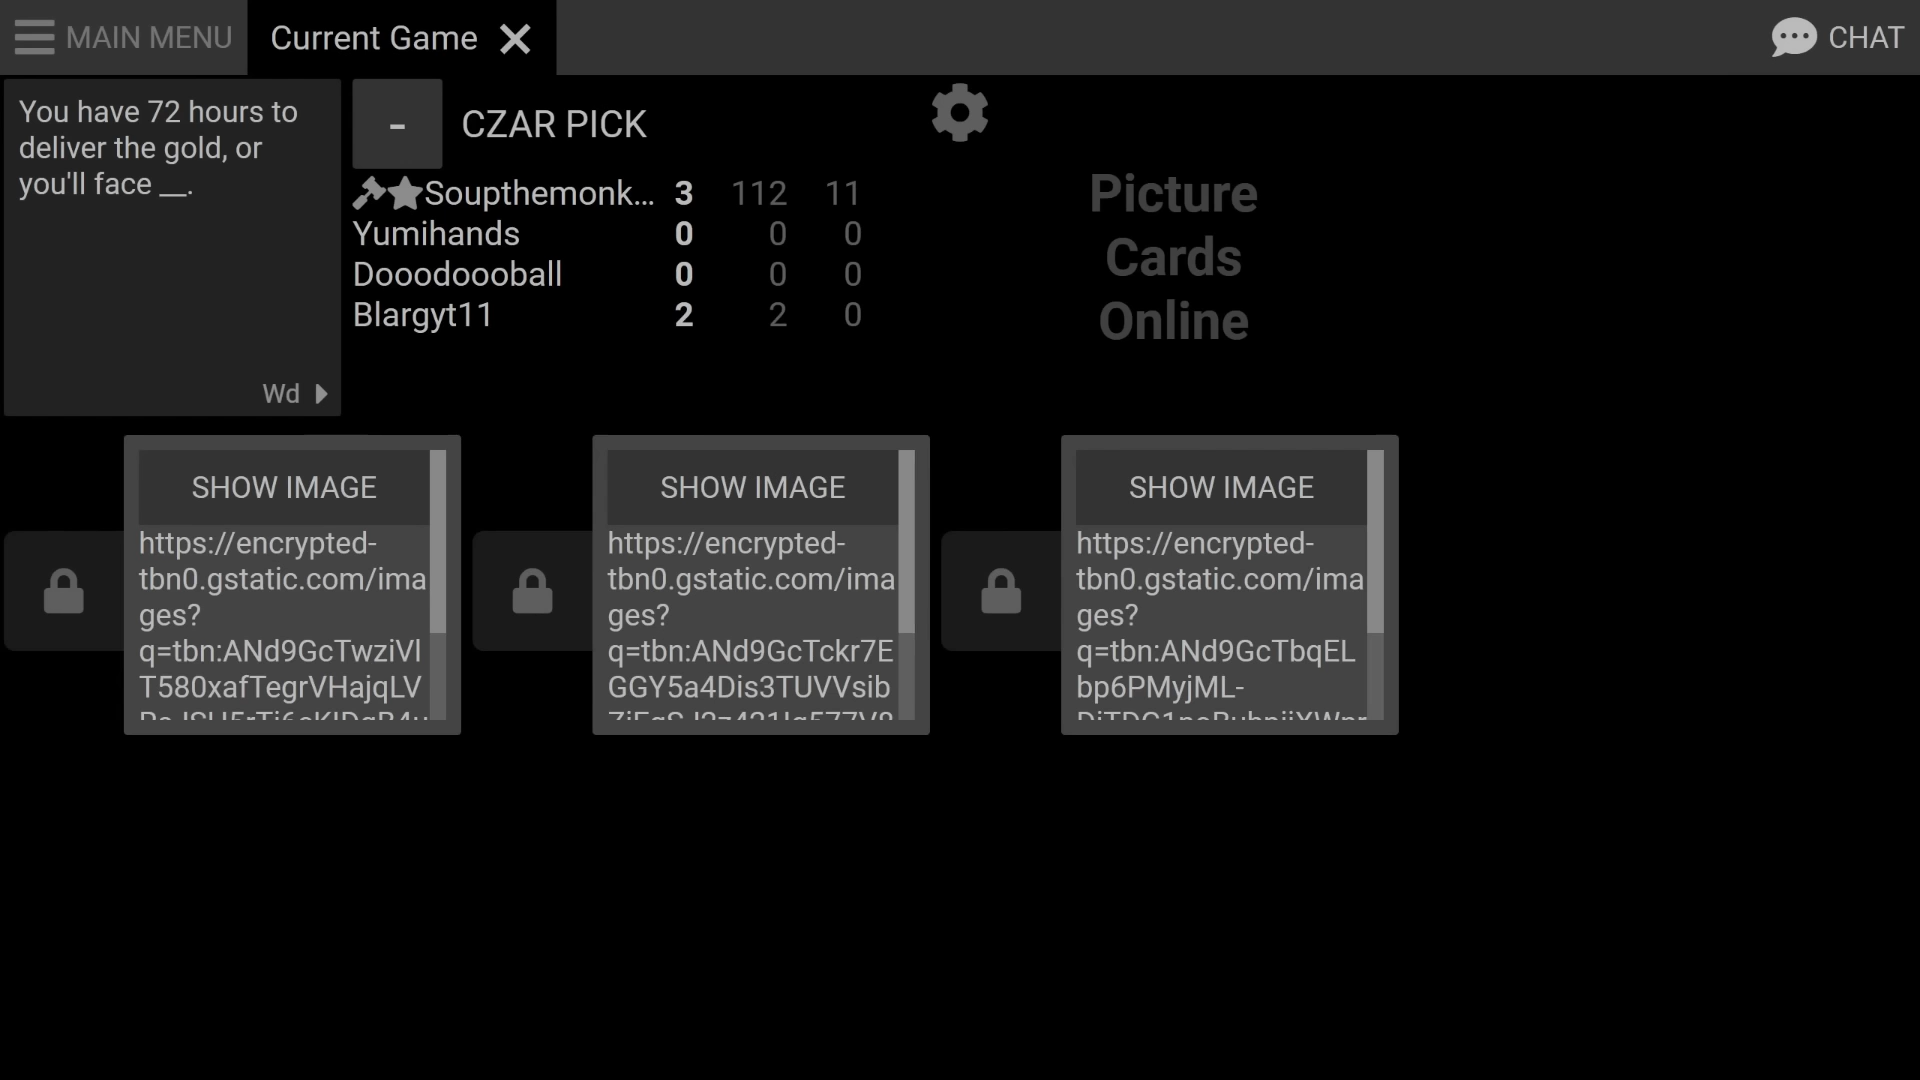 MAIN MENU
Current Game
CHAT
You have 72 hours to
deliver the gold, or
you'll face __.
Wd
-
CZAR PICK
Soupthemonk... 3 112 11
Yumihands 0 0 0
Dooodoooball 0 0 0
Blargyt11 2 2 0
Picture
Cards
Online
SHOW IMAGE
https://encrypted-
tbn0.gstatic.com/ima
ges?
q=tbn:ANd9GcTwziVl
T580xafTegrVHajqLV
SHOW IMAGE
https://encrypted-
tbn0.gstatic.com/ima
ges?
q=tbn:ANd9GcTckr7E
GGY5a4Dis3TUVVsib
SHOW IMAGE
https://encrypted-
tbn0.gstatic.com/ima
ges?
q=tbn:ANd9GcTbqEL
bp6PMyjML-